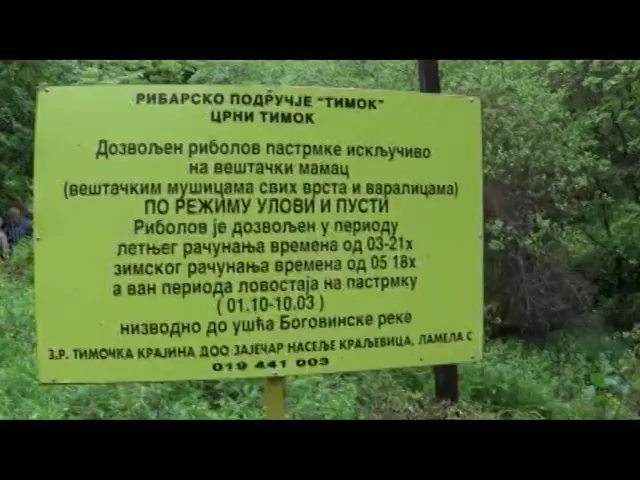 РИБАРСКО ПОДРУЧЈЕ "ТИМОК"
ЦРНИ ТИМОК
ДОЗВОЉЕН РИБОЛОВ ПАСТРМКЕ ИСКЉУЧИВО
НА ВЕШТАЧКИ МАМАЦ
(ВЕШТАЧКИМ МУШИЦАМА СВИХ ВРСТА И ВАРАЛИЦАМА)
ПО РЕЖИМУ УЛОВИ И ПУСТИ
Риболов је дозвољен у периоду
летњег рачунања времена од 03-21х
зимског рачунања времена од 05 18х
а ван периода ловостаја на пастрмку
( 01.10-10.03 )
низводно до ушћа Боговинске реке
З.Р. ТИМОЧКА КРАЈИНА ДОО ЗАЈЕЧАР НАСЕЉЕ КРАЉЕВИЦА, ЛАМЕЛА С
019 441 003